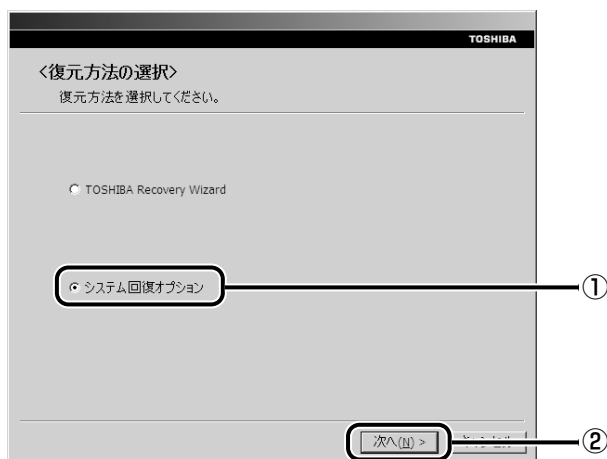 TOSHIBA
<復元方法の選択>
復元方法を選択してください。
TOSHIBA Recovery Wizard
システム回復オプション
①
次へ(N) >
②